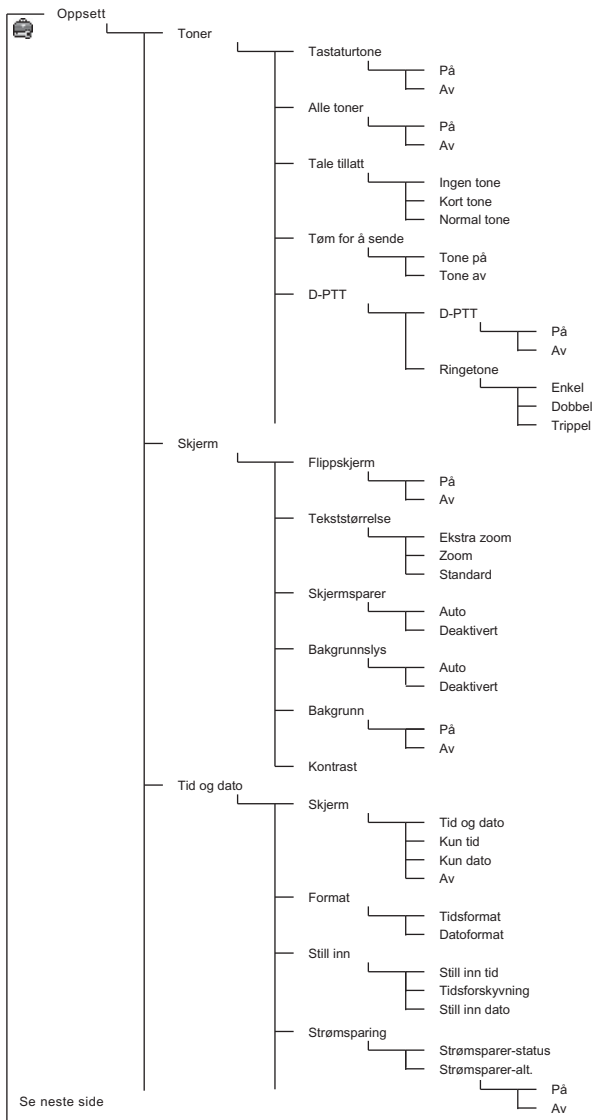 Oppsett
Toner
Tastaturtone
På
Av
Alle toner
På
Av
Tale tillatt
Ingen tone
Kort tone
Normal tone
Tøm for å sende
Tone på
Tone av
D-PTT
D-PTT
På
Av
Ringetone
Enkel
Dobbel
Trippel
Skjerm
Flippskjerm
På
Av
Tekststørrelse
Ekstra zoom
Zoom
Standard
Skjermsparer
Auto
Deaktivert
Bakgrunnslys
Auto
Deaktivert
Bakgrunn
På
Av
Kontrast
Tid og dato
Skjerm
Tid og dato
Kun tid
Kun dato
Av
Format
Tidsformat
Datoformat
Still inn
Still inn tid
Tidsforskyvning
Still inn dato
Strømsparing
Strømsparer-status
Strømsparer-alt.
På
Av
Se neste side